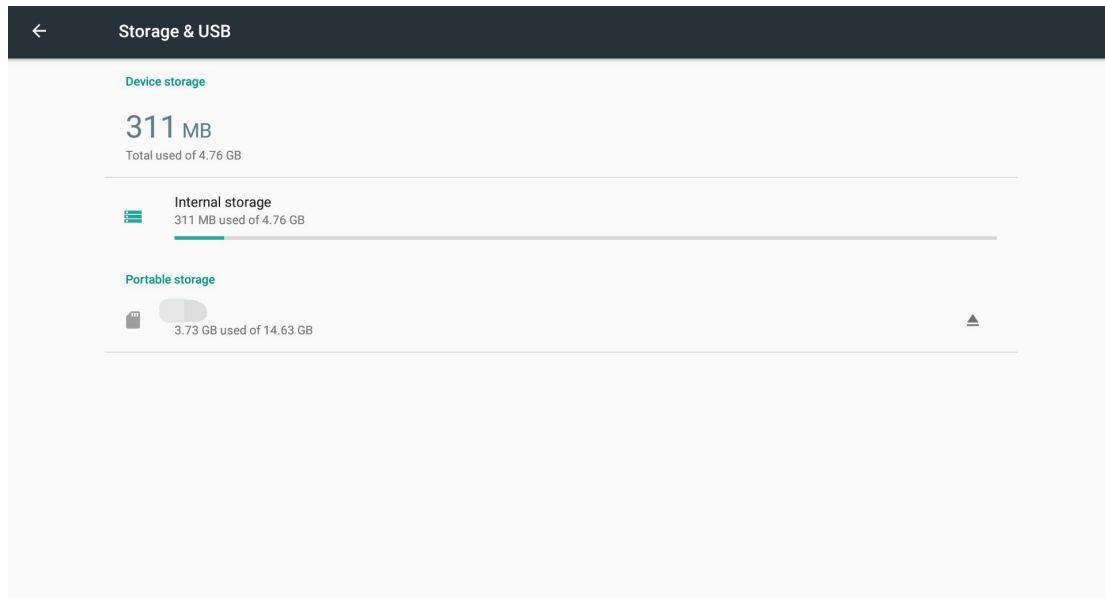 Storage & USB
Device storage
311 MB
Total used of 4.76 GB
Internal storage
311 MB used of 4.76 GB
Portable storage
3.73 GB used of 14.63 GB